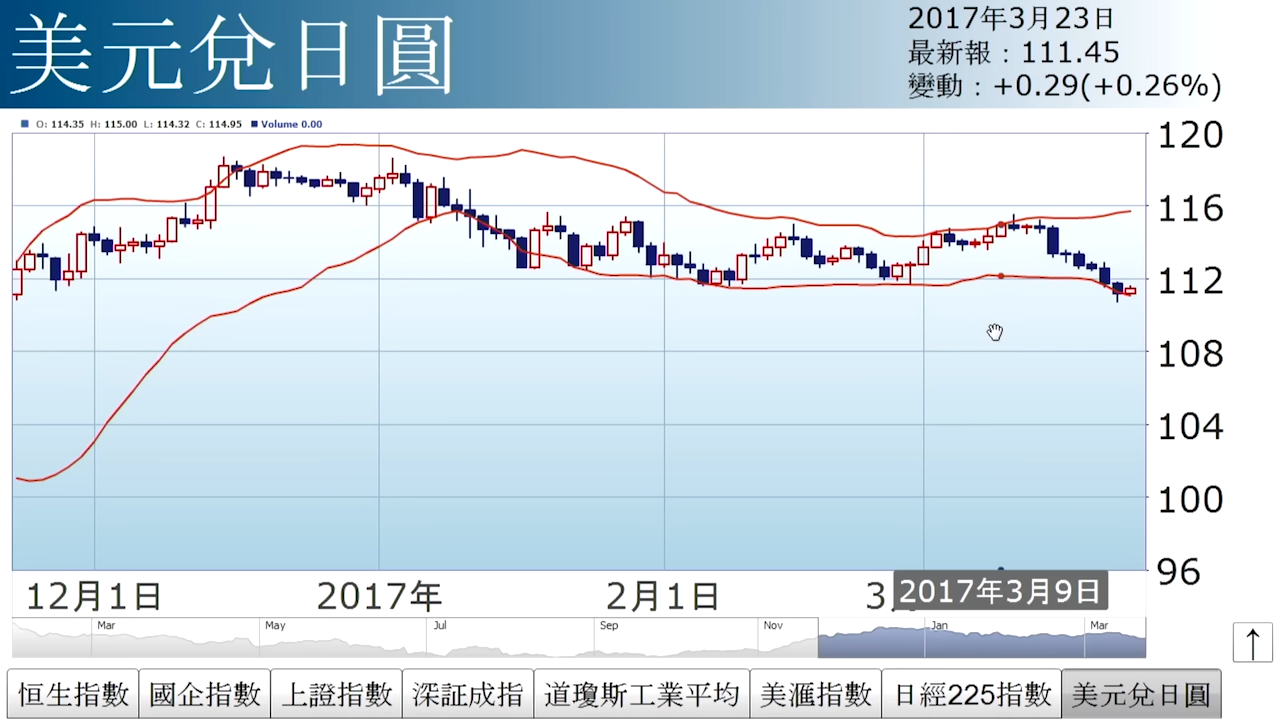 美元兌日圓
2017年3月23日
最新報：111.45
變動：+0.29(+0.26%)
O: 114.35 H: 115.00 L: 114.32 C: 114.95 Volume 0.00
120
116
112
108
104
100
96
12月1日 2017年 2月1日 3 2017年3月9日
Mar May Jul Sep Nov Jan Mar
↑
恒生指數 國企指數 上證指數 深証成指 道瓊斯工業平均 美滙指數 日經225指數 美元兌日圓